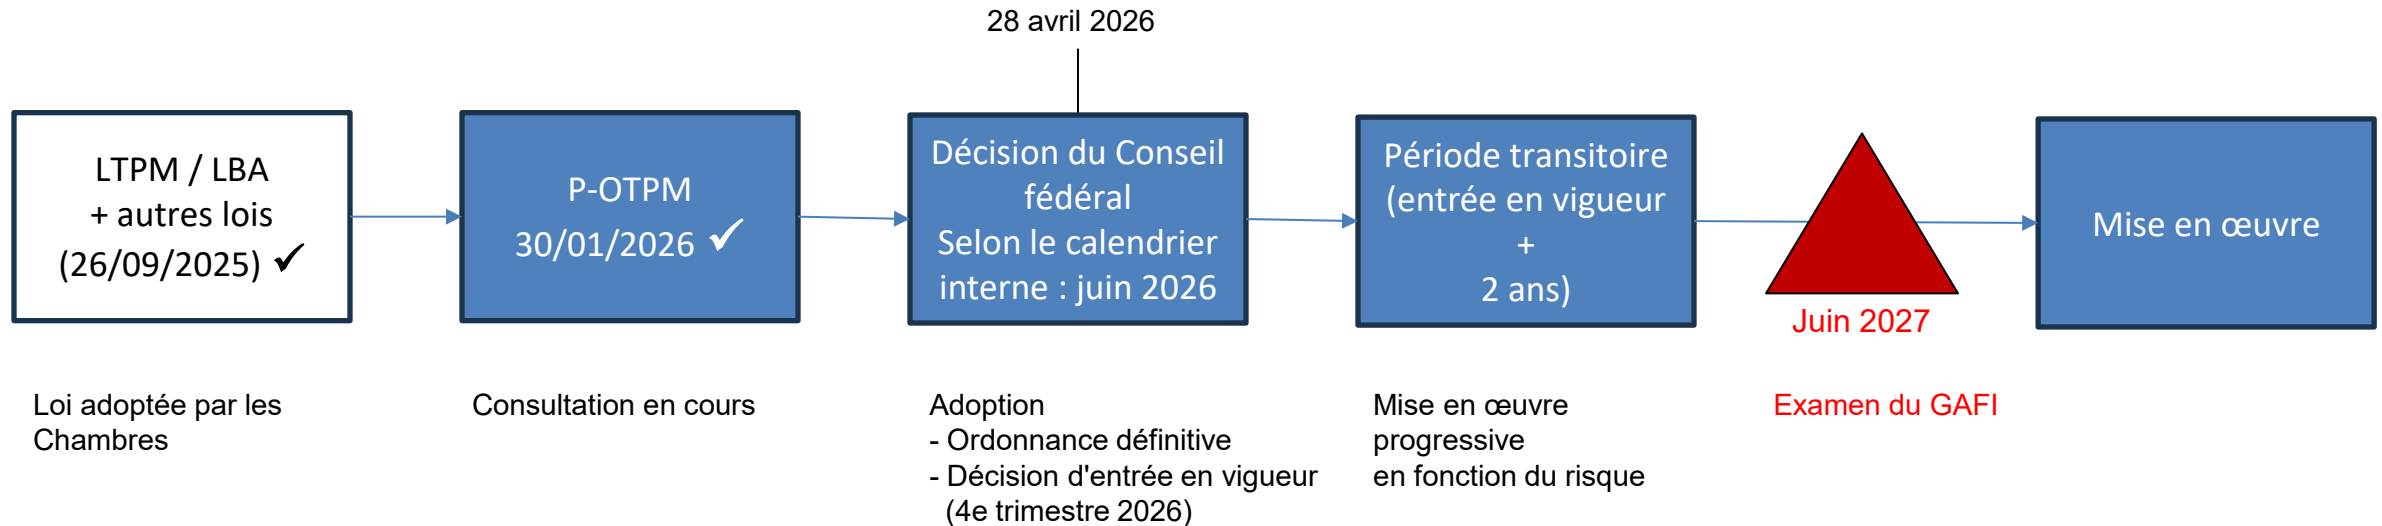 28 avril 2026
LTPM / LBA
+ autres lois
(26/09/2025) ✓
P-OTPM
30/01/2026 ✓
Décision du Conseil
fédéral
Selon le calendrier
interne : juin 2026
Période transitoire
(entrée en vigueur
+
2 ans)
Juin 2027
Mise en œuvre
Loi adoptée par les
Chambres
Consultation en cours
Adoption
- Ordonnance définitive
- Décision d'entrée en vigueur
(4e trimestre 2026)
Mise en œuvre
progressive
en fonction du risque
Examen du GAFI